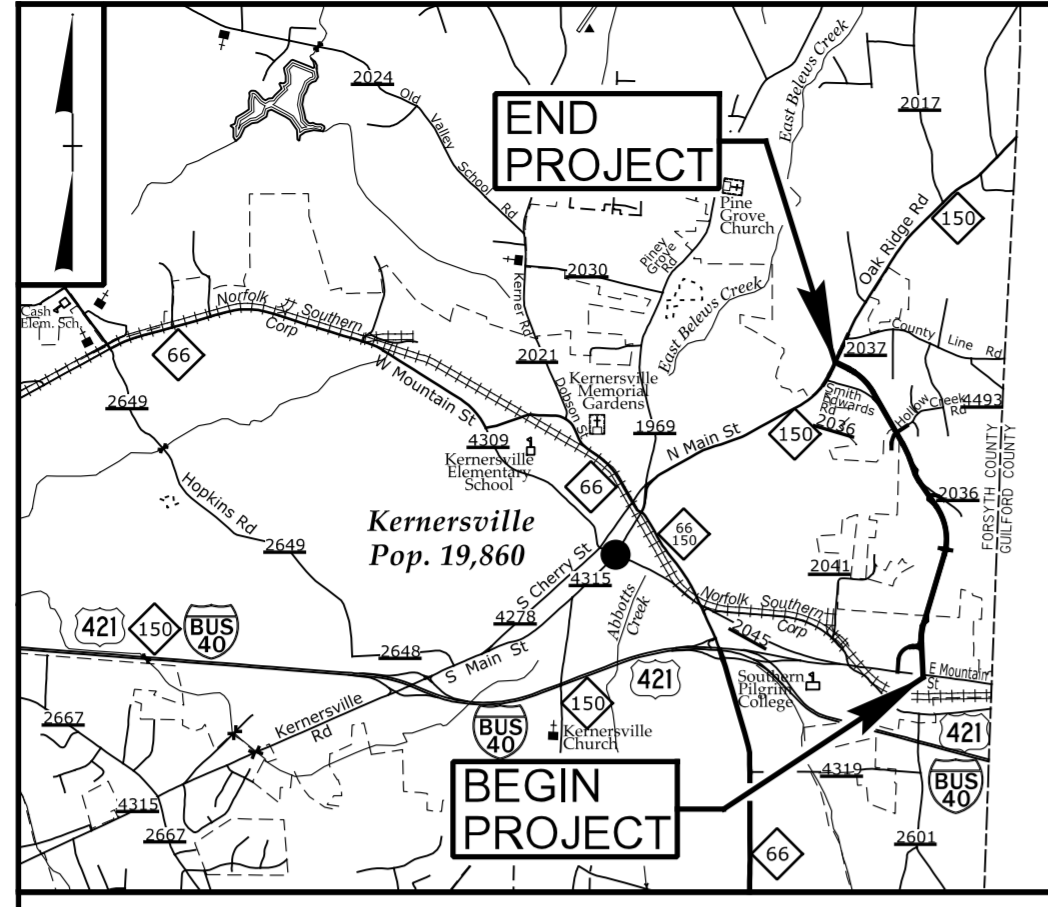 2024
Old
Valley
School
Rd
East Belews Creek
2017
END
PROJECT
Pine
Grove
Church
150
Oak Ridge Rd
Piney
Grove
Rd
2030
Kerner Rd
East Belews Creek
Cash
Elem. Sch.
Norfolk Southern
Corp
66
W Mountain St
2021
Dobson St
Kernersville
Memorial
Gardens
County Line Rd
2037
Smith
Edwards
Rd
2036
Hollow Creek Rd
4493
2649
4309
Kernersville
Elementary
School
1969
N Main St
150
66
Hopkins Rd
2649
Kernersville
Pop. 19,860
66
150
2036
FORSYTH COUNTY
GUILFORD COUNTY
S Cherry St
4315
Abbotts
Creek
2041
4278
Norfolk Southern
Corp
2045
421
150
BUS
40
2648
S Main St
421
Southern
Pilgrim
College
E Mountain
St
Kernersville
Rd
BUS
40
150
Kernersville
Church
421
2667
BEGIN
PROJECT
4319
BUS
40
4315
2667
66
2601